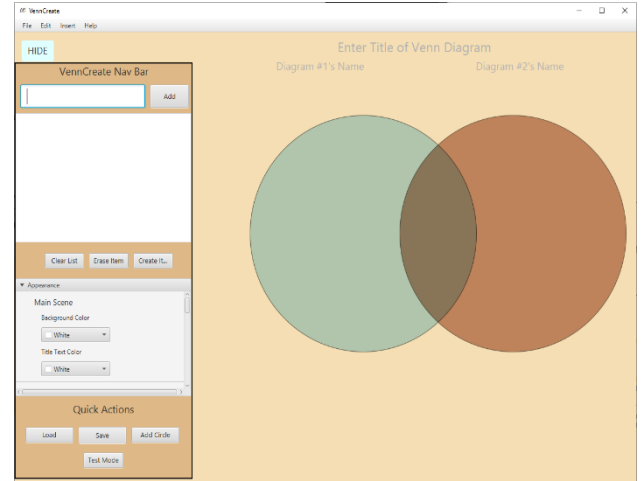 VennCreate
File Edit Insert Help
HIDE
Enter Title of Venn Diagram
Diagram #1's Name Diagram #2's Name
VennCreate Nav Bar
Add
Clear List Erase Item Create It...
Appearance
Main Scene
Background Color
White
Title Text Color
White
Quick Actions
Load Save Add Circle
Test Mode